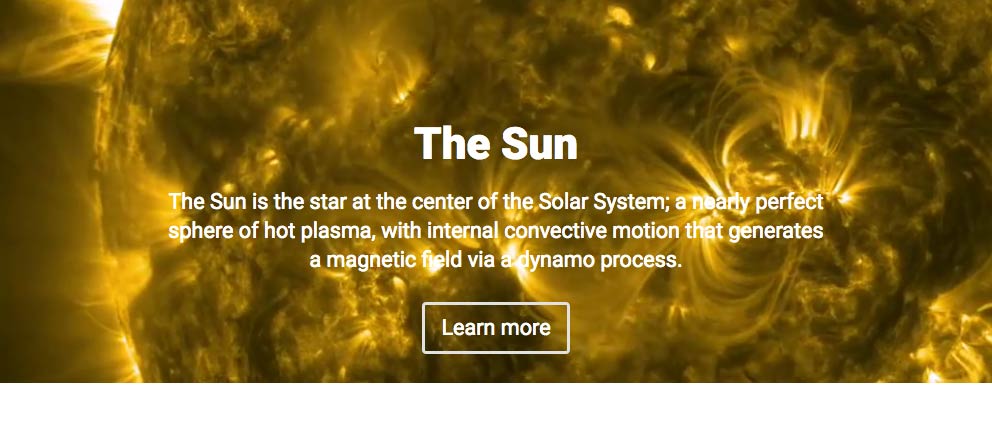 The Sun
The Sun is the star at the center of the Solar System; a nearly perfect
sphere of hot plasma, with internal convective motion that generates
a magnetic field via a dynamo process.
Learn more